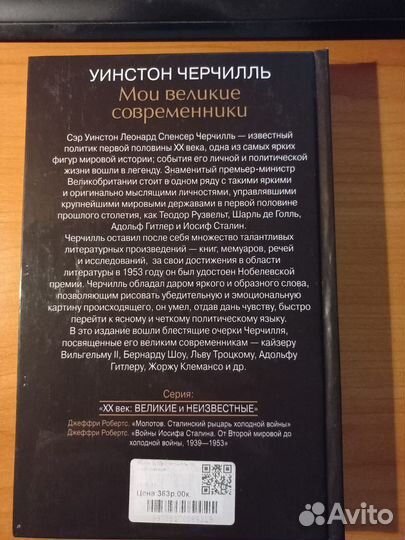 УИНСТОН ЧЕРЧИЛЛЬ
Мои великие
современники
Сэр Уинстон Леонард Спенсер Черчилль — известный
политик первой половины XX века, одна из самых ярких
фигур мировой истории; события его личной и политической
жизни вошли в легенду. Знаменитый премьер-министр
Великобритании стоит в одном ряду с такими яркими
и оригинально мыслящими личностями, управлявшими
крупнейшими мировыми державами в первой половине
прошлого столетия, как Теодор Рузвельт, Шарль де Голль,
Адольф Гитлер и Иосиф Сталин.
Черчилль оставил после себя множество талантливых
литературных произведений — книг, мемуаров, речей
и исследований, за свои достижения в области
литературы в 1953 году он был удостоен Нобелевской
премии. Черчилль обладал даром яркого и образного слова,
позволяющим рисовать убедительную и эмоциональную
картину происходящего, он умел, отдав дань чувству, быстро
перейти к ясному и четкому политическому языку.
В это издание вошли блестящие очерки Черчилля,
посвященные его великим современникам — кайзеру
Вильгельму II, Бернарду Шоу, Льву Троцкому, Адольфу
Гитлеру, Жоржу Клемансо и др.
Серия:
«XX век: ВЕЛИКИЕ и НЕИЗВЕСТНЫЕ»
Джеффри Робертс. «Молотов. Сталинский рыцарь холодной войны»
Джеффри Робертс. «Войны Иосифа Сталина. От Второй мировой до
холодной войны, 1939—1953»
Цена 363р.00к.
Avito